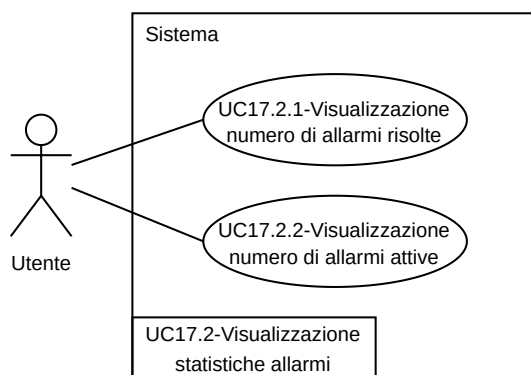 Sistema
UC17.2.1-Visualizzazione
numero di allarmi risolte
UC17.2.2-Visualizzazione
numero di allarmi attive
Utente
UC17.2-Visualizzazione
statistiche allarmi